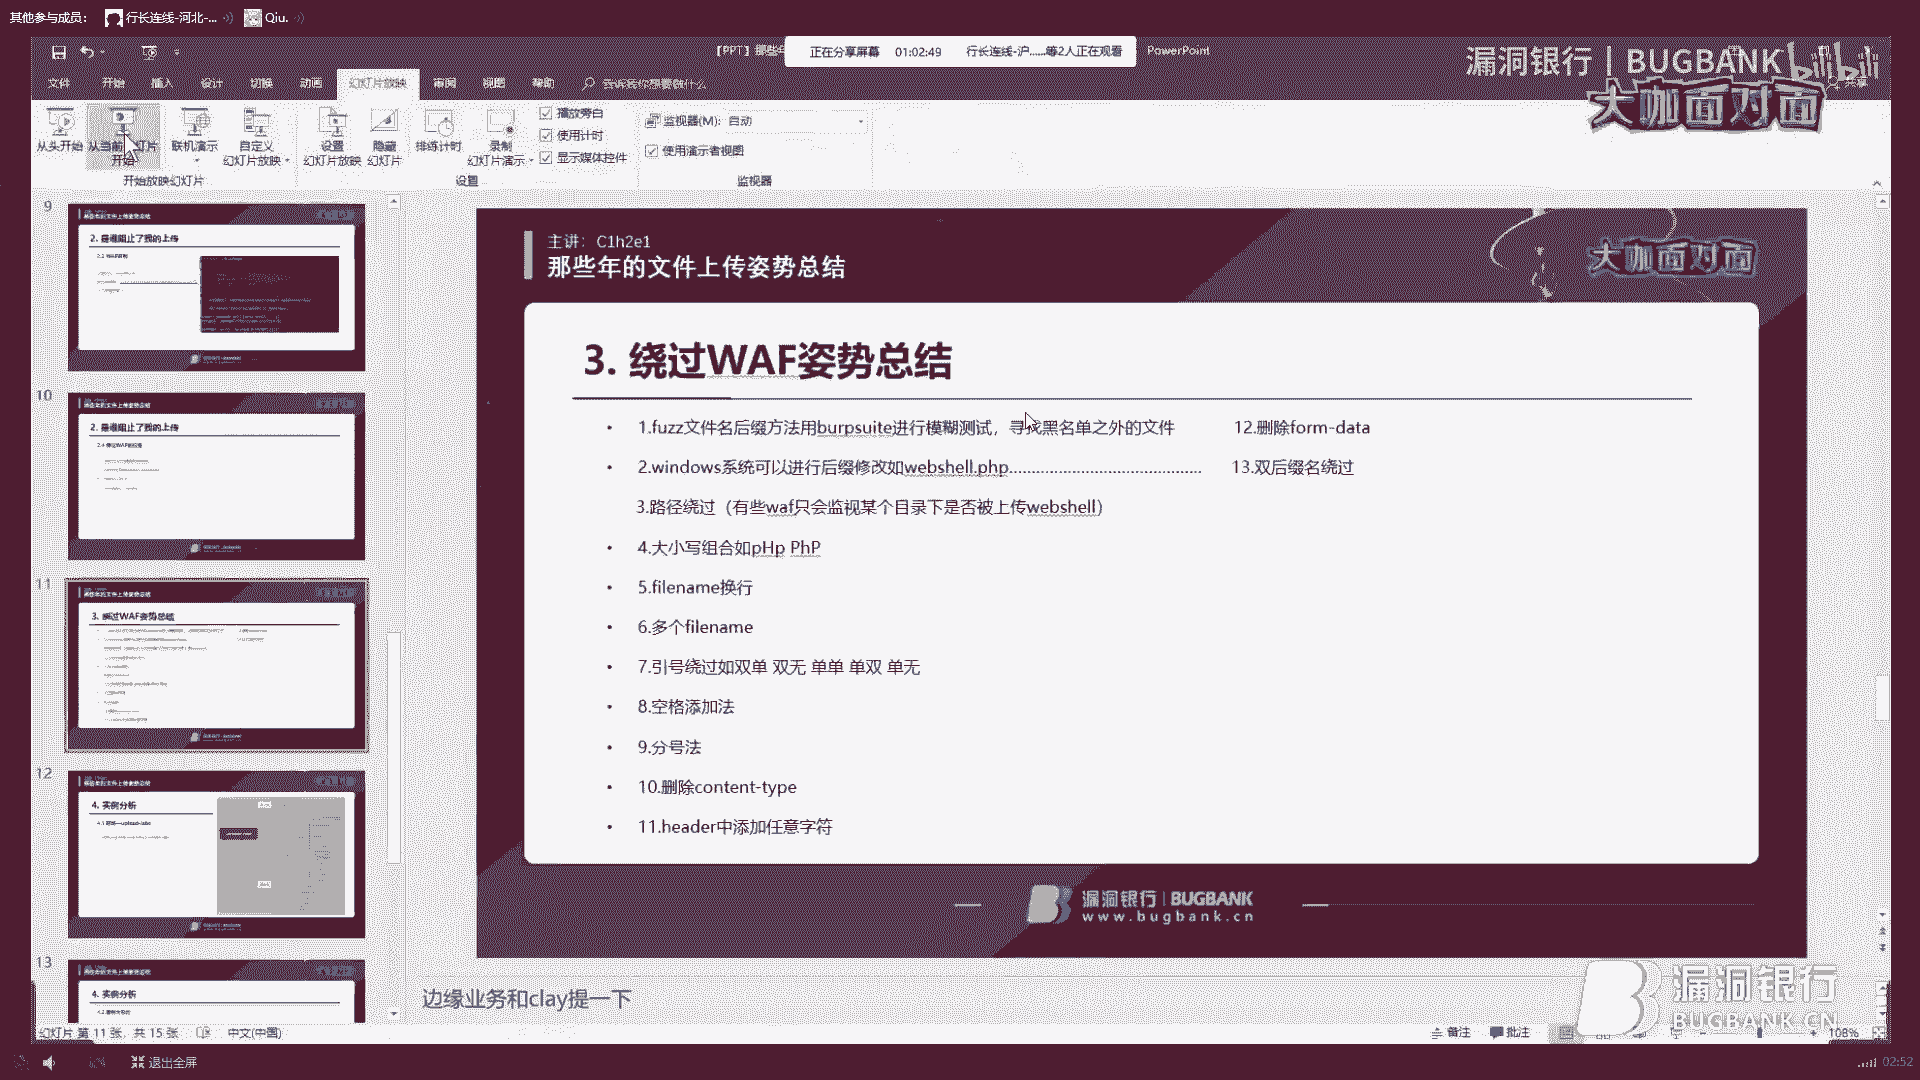 其他参与成员： 行长连线-河北-... Qiu.
【PPT】那些年 正在分享屏幕 01:02:49 行长连线-沪......等2人正在观看 PowerPoint
漏洞银行 | BUGBANK bilibili
大咖面对面
文件 开始 插入 设计 切换 动画 幻灯片放映 审阅 视图 帮助 告诉我你想要做什么 共享
从头开始 从当前幻灯片开始 联机演示 自定义幻灯片放映 设置幻灯片放映 隐藏幻灯片 排练计时 录制幻灯片演示
播放旁白
使用计时
显示媒体控件
监视器(M): 自动
使用演示者视图
开始放映幻灯片 设置 监视器
9
2. 是谁阻止了我的上传
10
2. 是谁阻止了我的上传
11
3. 绕过WAF姿势总结
12
4. 实例分析
13
4. 实例分析
主讲： C1h2e1
那些年的文件上传姿势总结
大咖面对面
3. 绕过WAF姿势总结
• 1.fuzz文件名后缀方法用burpsuite进行模糊测试，寻找黑名单之外的文件 12.删除form-data
• 2.windows系统可以进行后缀修改如webshell.php........................................... 13.双后缀名绕过
3.路径绕过（有些waf只会监视某个目录下是否被上传webshell）
• 4.大小写组合如pHp PhP
• 5.filename换行
• 6.多个filename
• 7.引号绕过如双单 双无 单单 单双 单无
• 8.空格添加法
• 9.分号法
• 10.删除content-type
• 11.header中添加任意字符
漏洞银行 | BUGBANK
www.bugbank.cn
边缘业务和clay提一下
漏洞银行
BUGBANK.CN
幻灯片 第 11 张，共 15 张 中文(中国) 备注 批注 108%
退出全屏 02:52